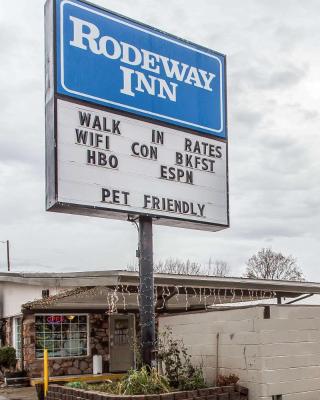 RODEWAY
INN
WALK IN RATES
WIFI CON BKFST
HBO ESPN
PET FRIENDLY